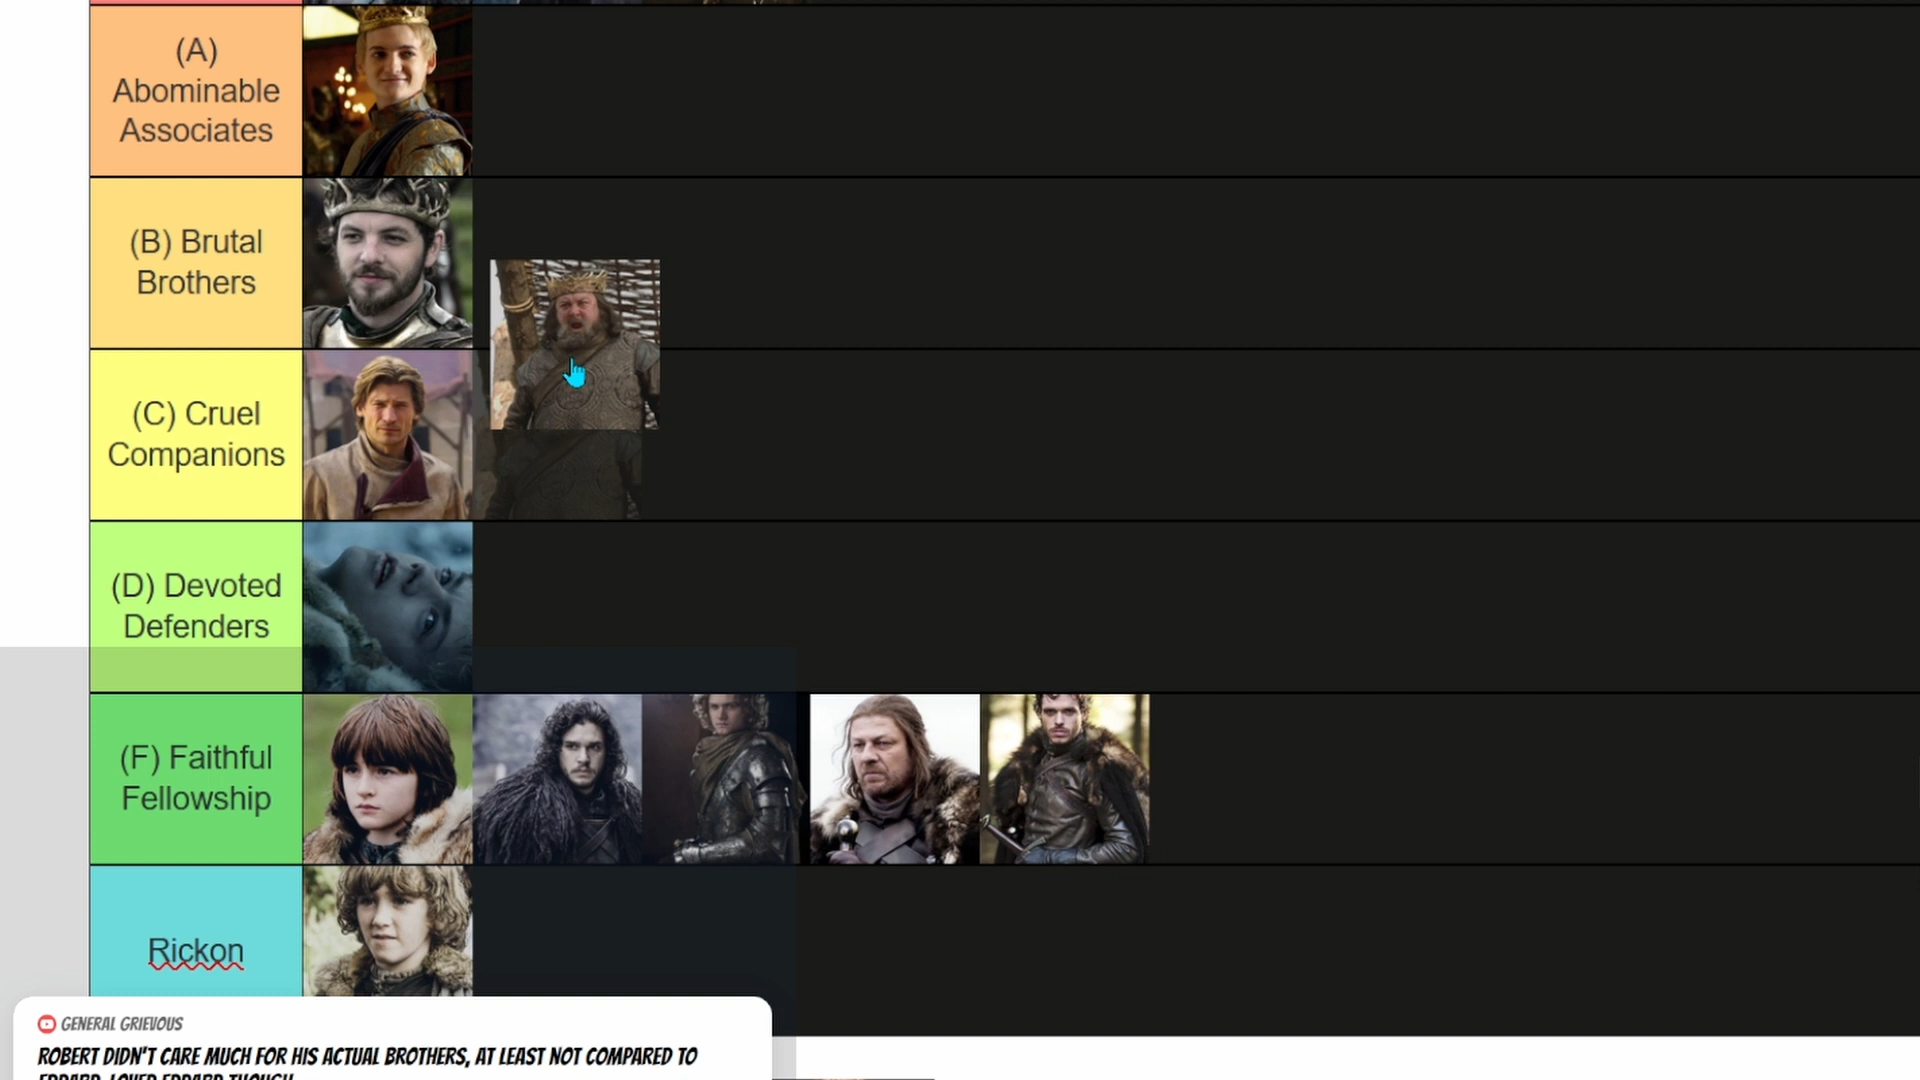 (A)
Abominable
Associates
(B) Brutal
Brothers
(C) Cruel
Companions
(D) Devoted
Defenders
(F) Faithful
Fellowship
Rickon
GENERAL GRIEVOUS
ROBERT DIDN'T CARE MUCH FOR HIS ACTUAL BROTHERS, AT LEAST NOT COMPARED TO